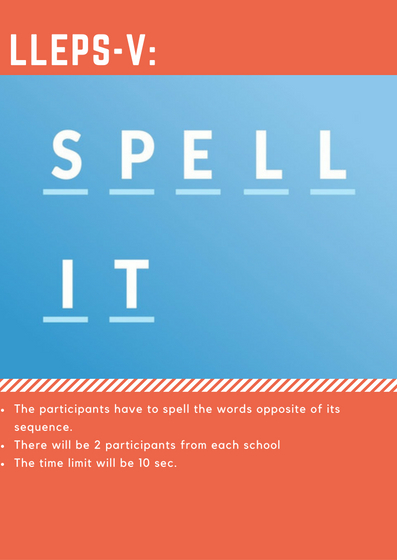 LLEPS-V:
S P E L L
I T
• The participants have to spell the words opposite of its
sequence.
• There will be 2 participants from each school
• The time limit will be 10 sec.